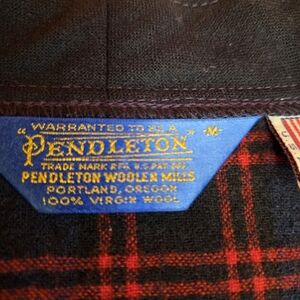 "WARRANTED TO BE A
PENDLETON" -M-
TRADE MARK REG. U.S. PAT. OFF.
PENDLETON WOOLEN MILLS
PORTLAND, OREGON
100% VIRGIN WOOL